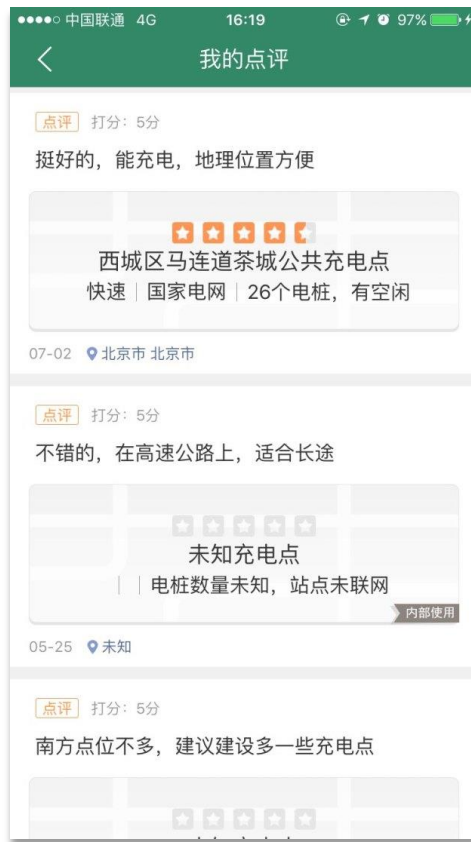 中国联通 4G 16:19 97%
我的点评
点评 打分：5分
挺好的，能充电，地理位置方便
西城区马连道茶城公共充电点
快速｜国家电网｜26个电桩，有空闲
07-02 北京市 北京市
点评 打分：5分
不错的，在高速公路上，适合长途
未知充电点
｜｜电桩数量未知，站点未联网
内部使用
05-25 未知
点评 打分：5分
南方点位不多，建议建设多一些充电点